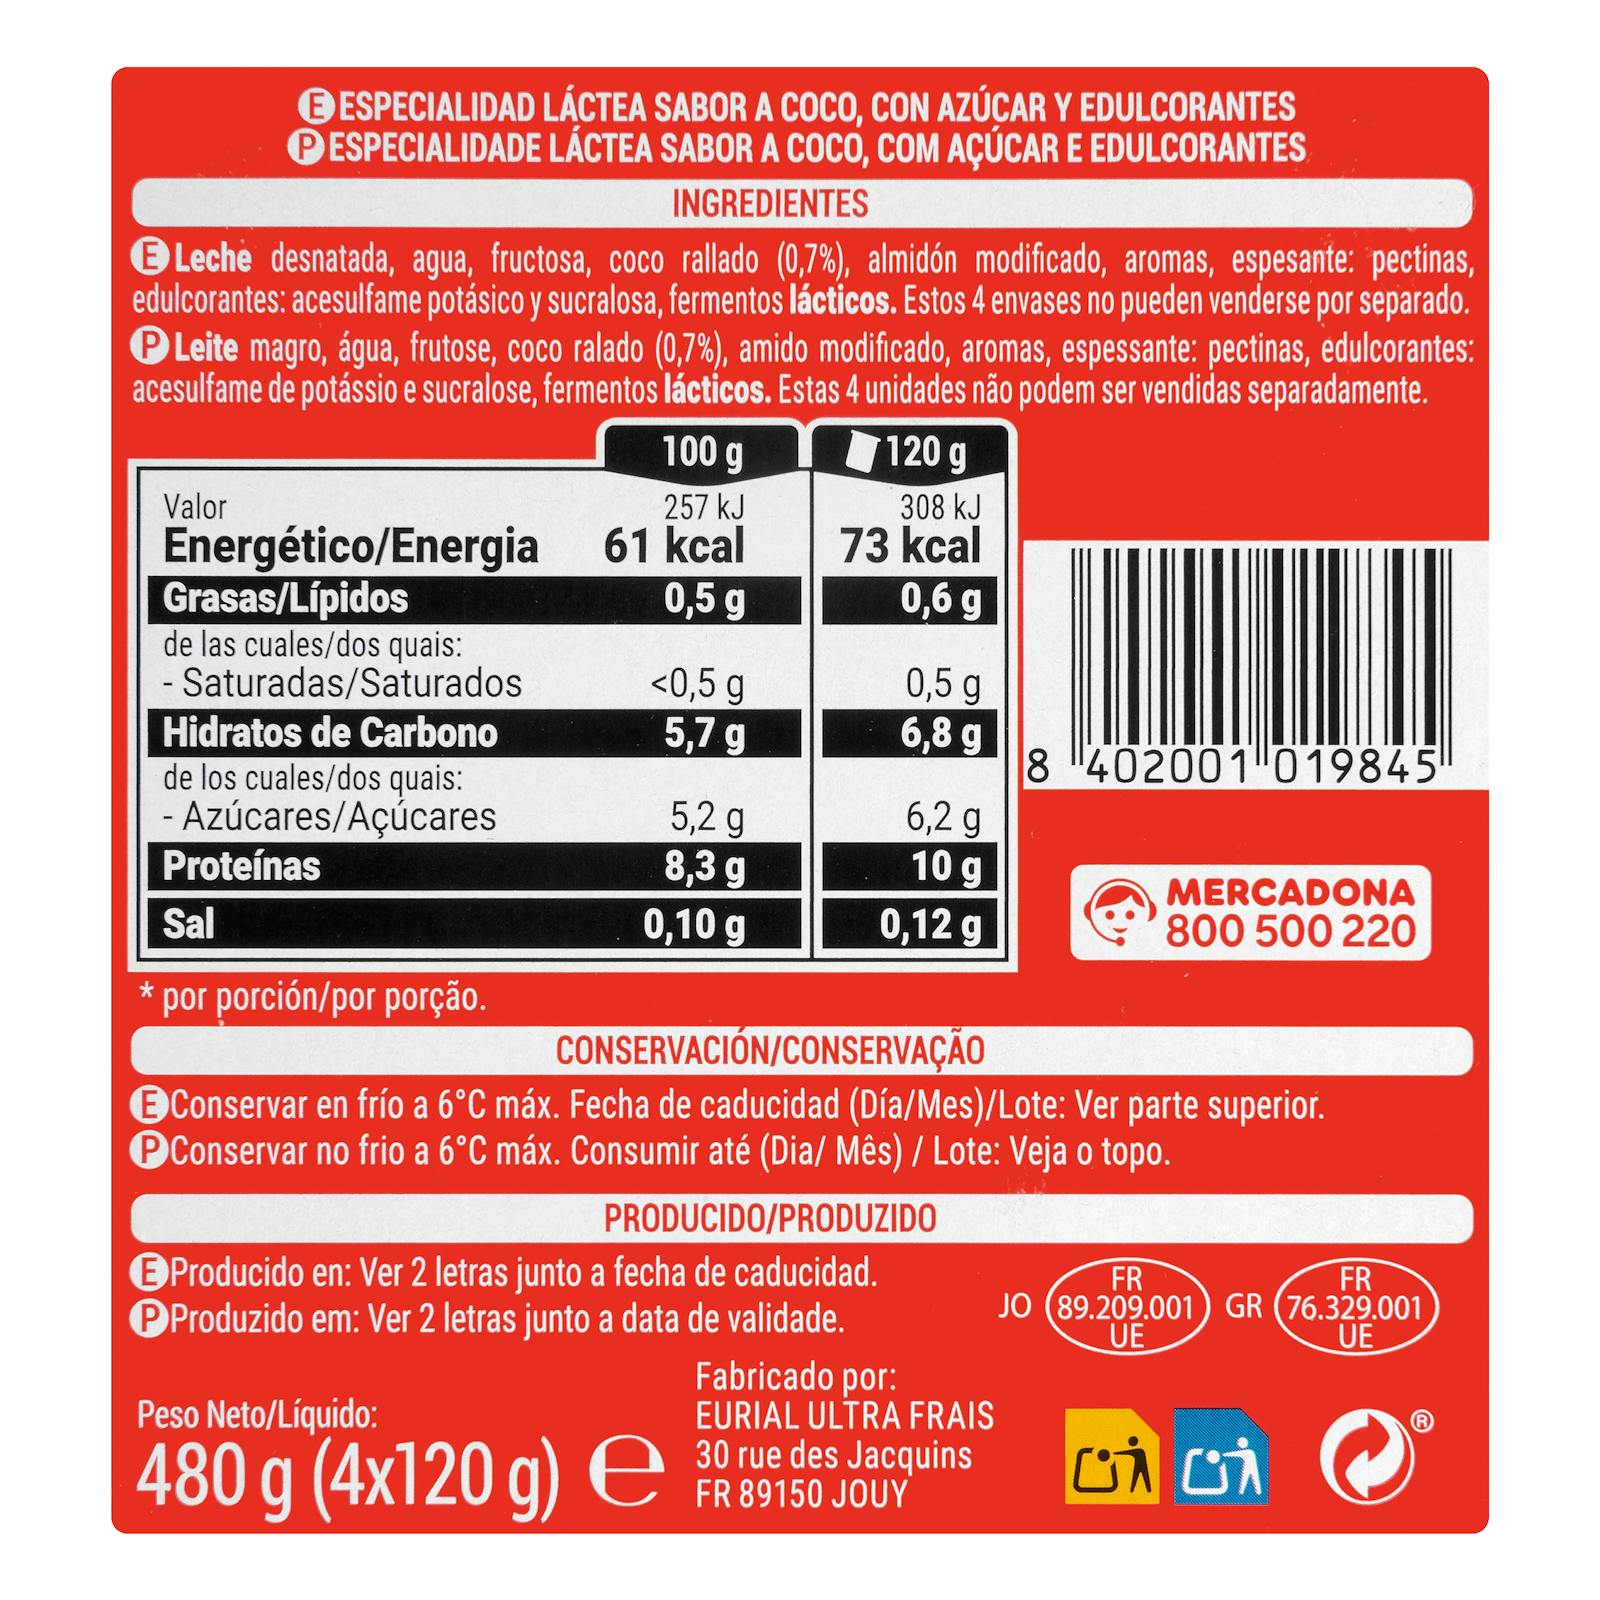 E ESPECIALIDAD LÁCTEA SABOR A COCO, CON AZÚCAR Y EDULCORANTES
P ESPECIALIDADE LÁCTEA SABOR A COCO, COM AÇÚCAR E EDULCORANTES
INGREDIENTES
E Leche desnatada, agua, fructosa, coco rallado (0,7%), almidón modificado, aromas, espesante: pectinas,
edulcorantes: acesulfame potásico y sucralosa, fermentos lácticos. Estos 4 envases no pueden venderse por separado.
P Leite magro, água, frutose, coco ralado (0,7%), amido modificado, aromas, espessante: pectinas, edulcorantes:
acesulfame de potássio e sucralose, fermentos lácticos. Estas 4 unidades não podem ser vendidas separadamente.
100 g 120 g
Valor 257 kJ 308 kJ
Energético/Energia 61 kcal 73 kcal
Grasas/Lípidos 0,5 g 0,6 g
de las cuales/dos quais:
- Saturadas/Saturados <0,5 g 0,5 g
Hidratos de Carbono 5,7 g 6,8 g
de los cuales/dos quais:
- Azúcares/Açúcares 5,2 g 6,2 g
Proteínas 8,3 g 10 g
Sal 0,10 g 0,12 g
* por porción/por porção.
8 402001 019845
MERCADONA
800 500 220
CONSERVACIÓN/CONSERVAÇÃO
E Conservar en frío a 6°C máx. Fecha de caducidad (Día/Mes)/Lote: Ver parte superior.
P Conservar no frio a 6°C máx. Consumir até (Dia/ Mês) / Lote: Veja o topo.
PRODUCIDO/PRODUZIDO
E Producido en: Ver 2 letras junto a fecha de caducidad.
P Produzido em: Ver 2 letras junto a data de validade.
JO FR 89.209.001 UE GR FR 76.329.001 UE
Peso Neto/Líquido:
480 g (4x120 g) e
Fabricado por:
EURIAL ULTRA FRAIS
30 rue des Jacquins
FR 89150 JOUY
®